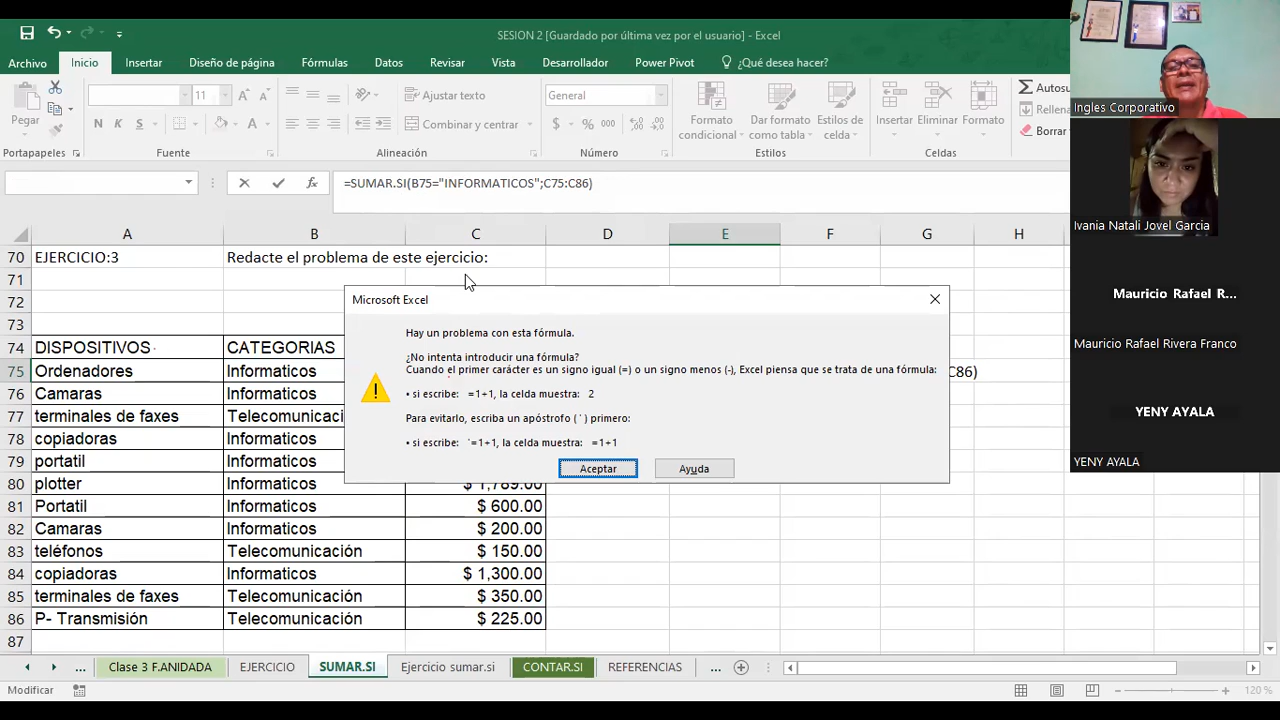 SESION 2 [Guardado por última vez por el usuario] - Excel
Archivo Inicio Insertar Diseño de página Fórmulas Datos Revisar Vista Desarrollador Power Pivot ¿Qué desea hacer?
Pegar
N K S
11
Ajustar texto
Combinar y centrar
General
$ % 000
Formato condicional
Dar formato como tabla
Estilos de celda
Insertar Eliminar Formato
Autosu
Rellena
Borrar
Portapapeles Fuente Alineación Número Estilos Celdas
fx =SUMAR.SI(B75="INFORMATICOS";C75:C86)
A B C D E F G H
70 EJERCICIO:3 Redacte el problema de este ejercicio:
71
72
73
74 DISPOSITIVOS CATEGORIAS
75 Ordenadores Informaticos C86)
76 Camaras Informaticos
77 terminales de faxes Telecomunicaci
78 copiadoras Informaticos
79 portatil Informaticos
80 plotter Informaticos $ 1,789.00
81 Portatil Informaticos $ 600.00
82 Camaras Informaticos $ 200.00
83 teléfonos Telecomunicación $ 150.00
84 copiadoras Informaticos $ 1,300.00
85 terminales de faxes Telecomunicación $ 350.00
86 P- Transmisión Telecomunicación $ 225.00
87
Microsoft Excel
Hay un problema con esta fórmula.
¿No intenta introducir una fórmula?
Cuando el primer carácter es un signo igual (=) o un signo menos (-), Excel piensa que se trata de una fórmula:
• si escribe: =1+1, la celda muestra: 2
Para evitarlo, escriba un apóstrofo ( ' ) primero:
• si escribe: '=1+1, la celda muestra: =1+1
Aceptar Ayuda
... Clase 3 F.ANIDADA EJERCICIO SUMAR.SI Ejercicio sumar.si CONTAR.SI REFERENCIAS ...
Modificar
120 %
Ingles Corporativo
Ivania Natali Jovel Garcia
Mauricio Rafael R...
Mauricio Rafael Rivera Franco
YENY AYALA
YENY AYALA